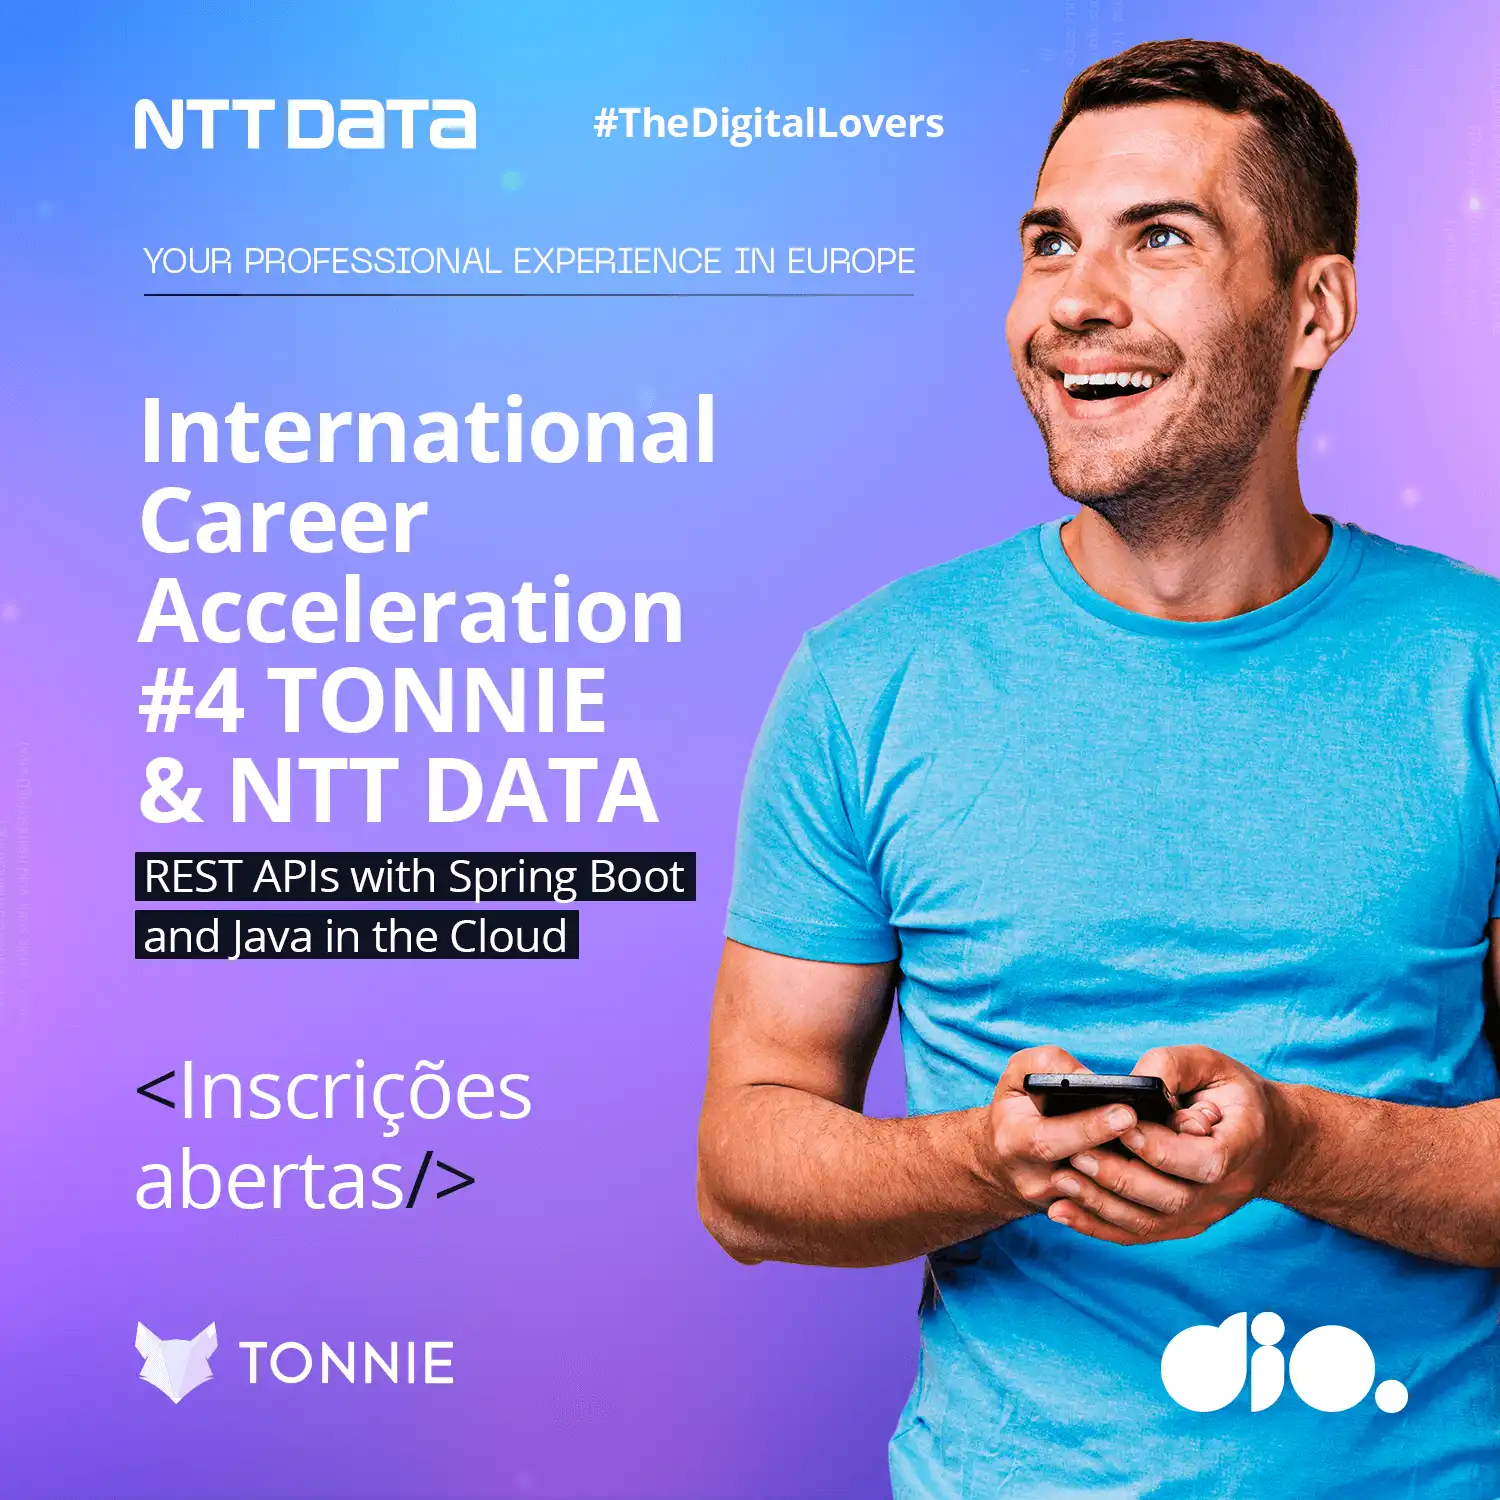 NTT DATA
#TheDigitalLovers
YOUR PROFESSIONAL EXPERIENCE IN EUROPE
International
Career
Acceleration
#4 TONNIE
& NTT DATA
REST APIs with Spring Boot
and Java in the Cloud
<Inscrições
abertas/>
TONNIE
dio.